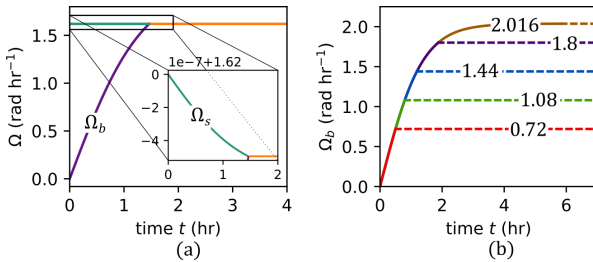 1.5
1.0
0.5
0.0
Ω (rad hr⁻¹)
0 1 2 3 4
time t (hr)
(a)
Ω_b
1e-7+1.62
0
−2
−4
0 1 2
Ω_s
2.0
1.5
1.0
0.5
0.0
Ω_b (rad hr⁻¹)
2.016
1.8
1.44
1.08
0.72
0 2 4 6
time t (hr)
(b)